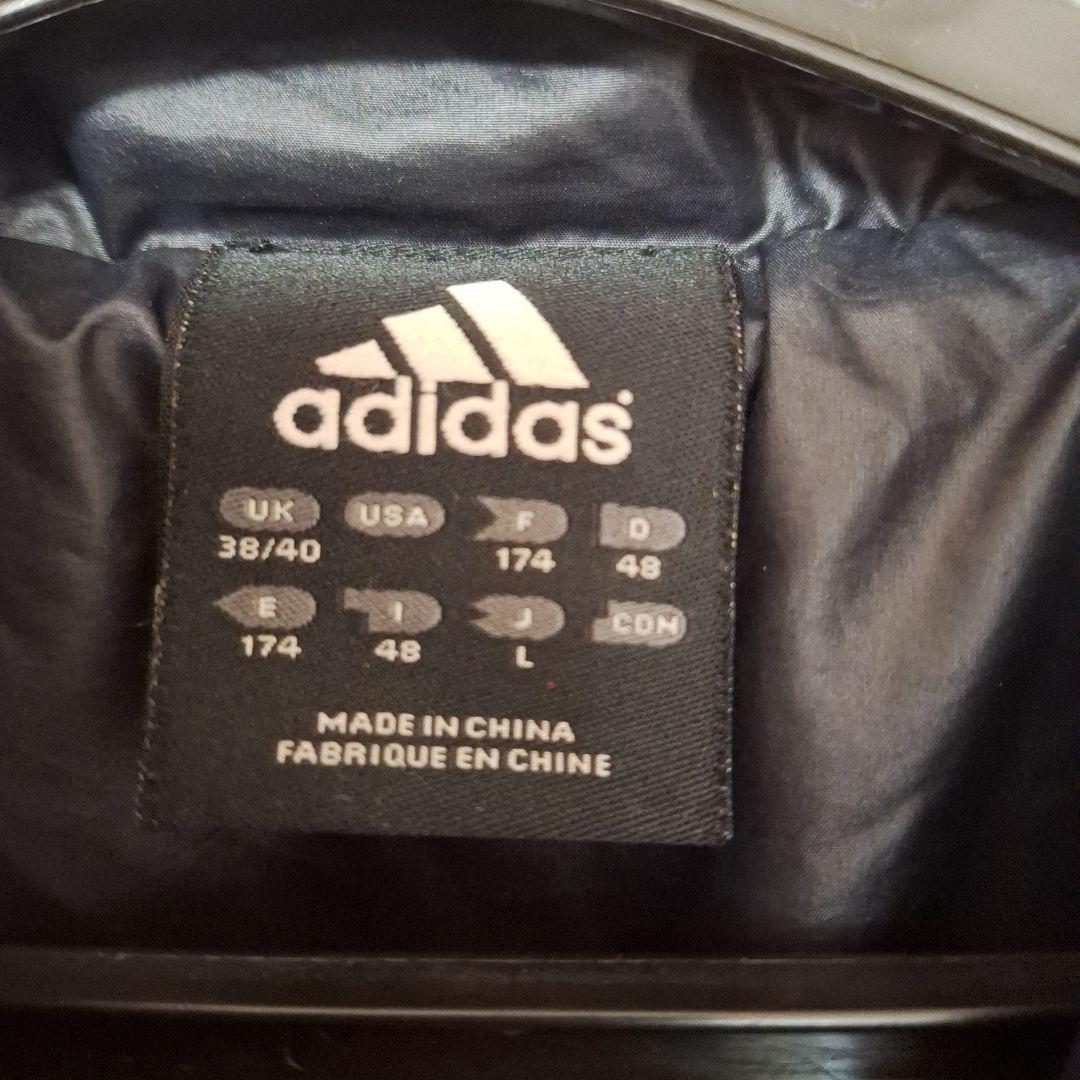 adidas
UK USA F D
38/40 174 48
E I J CDN
174 48 L
MADE IN CHINA
FABRIQUE EN CHINE